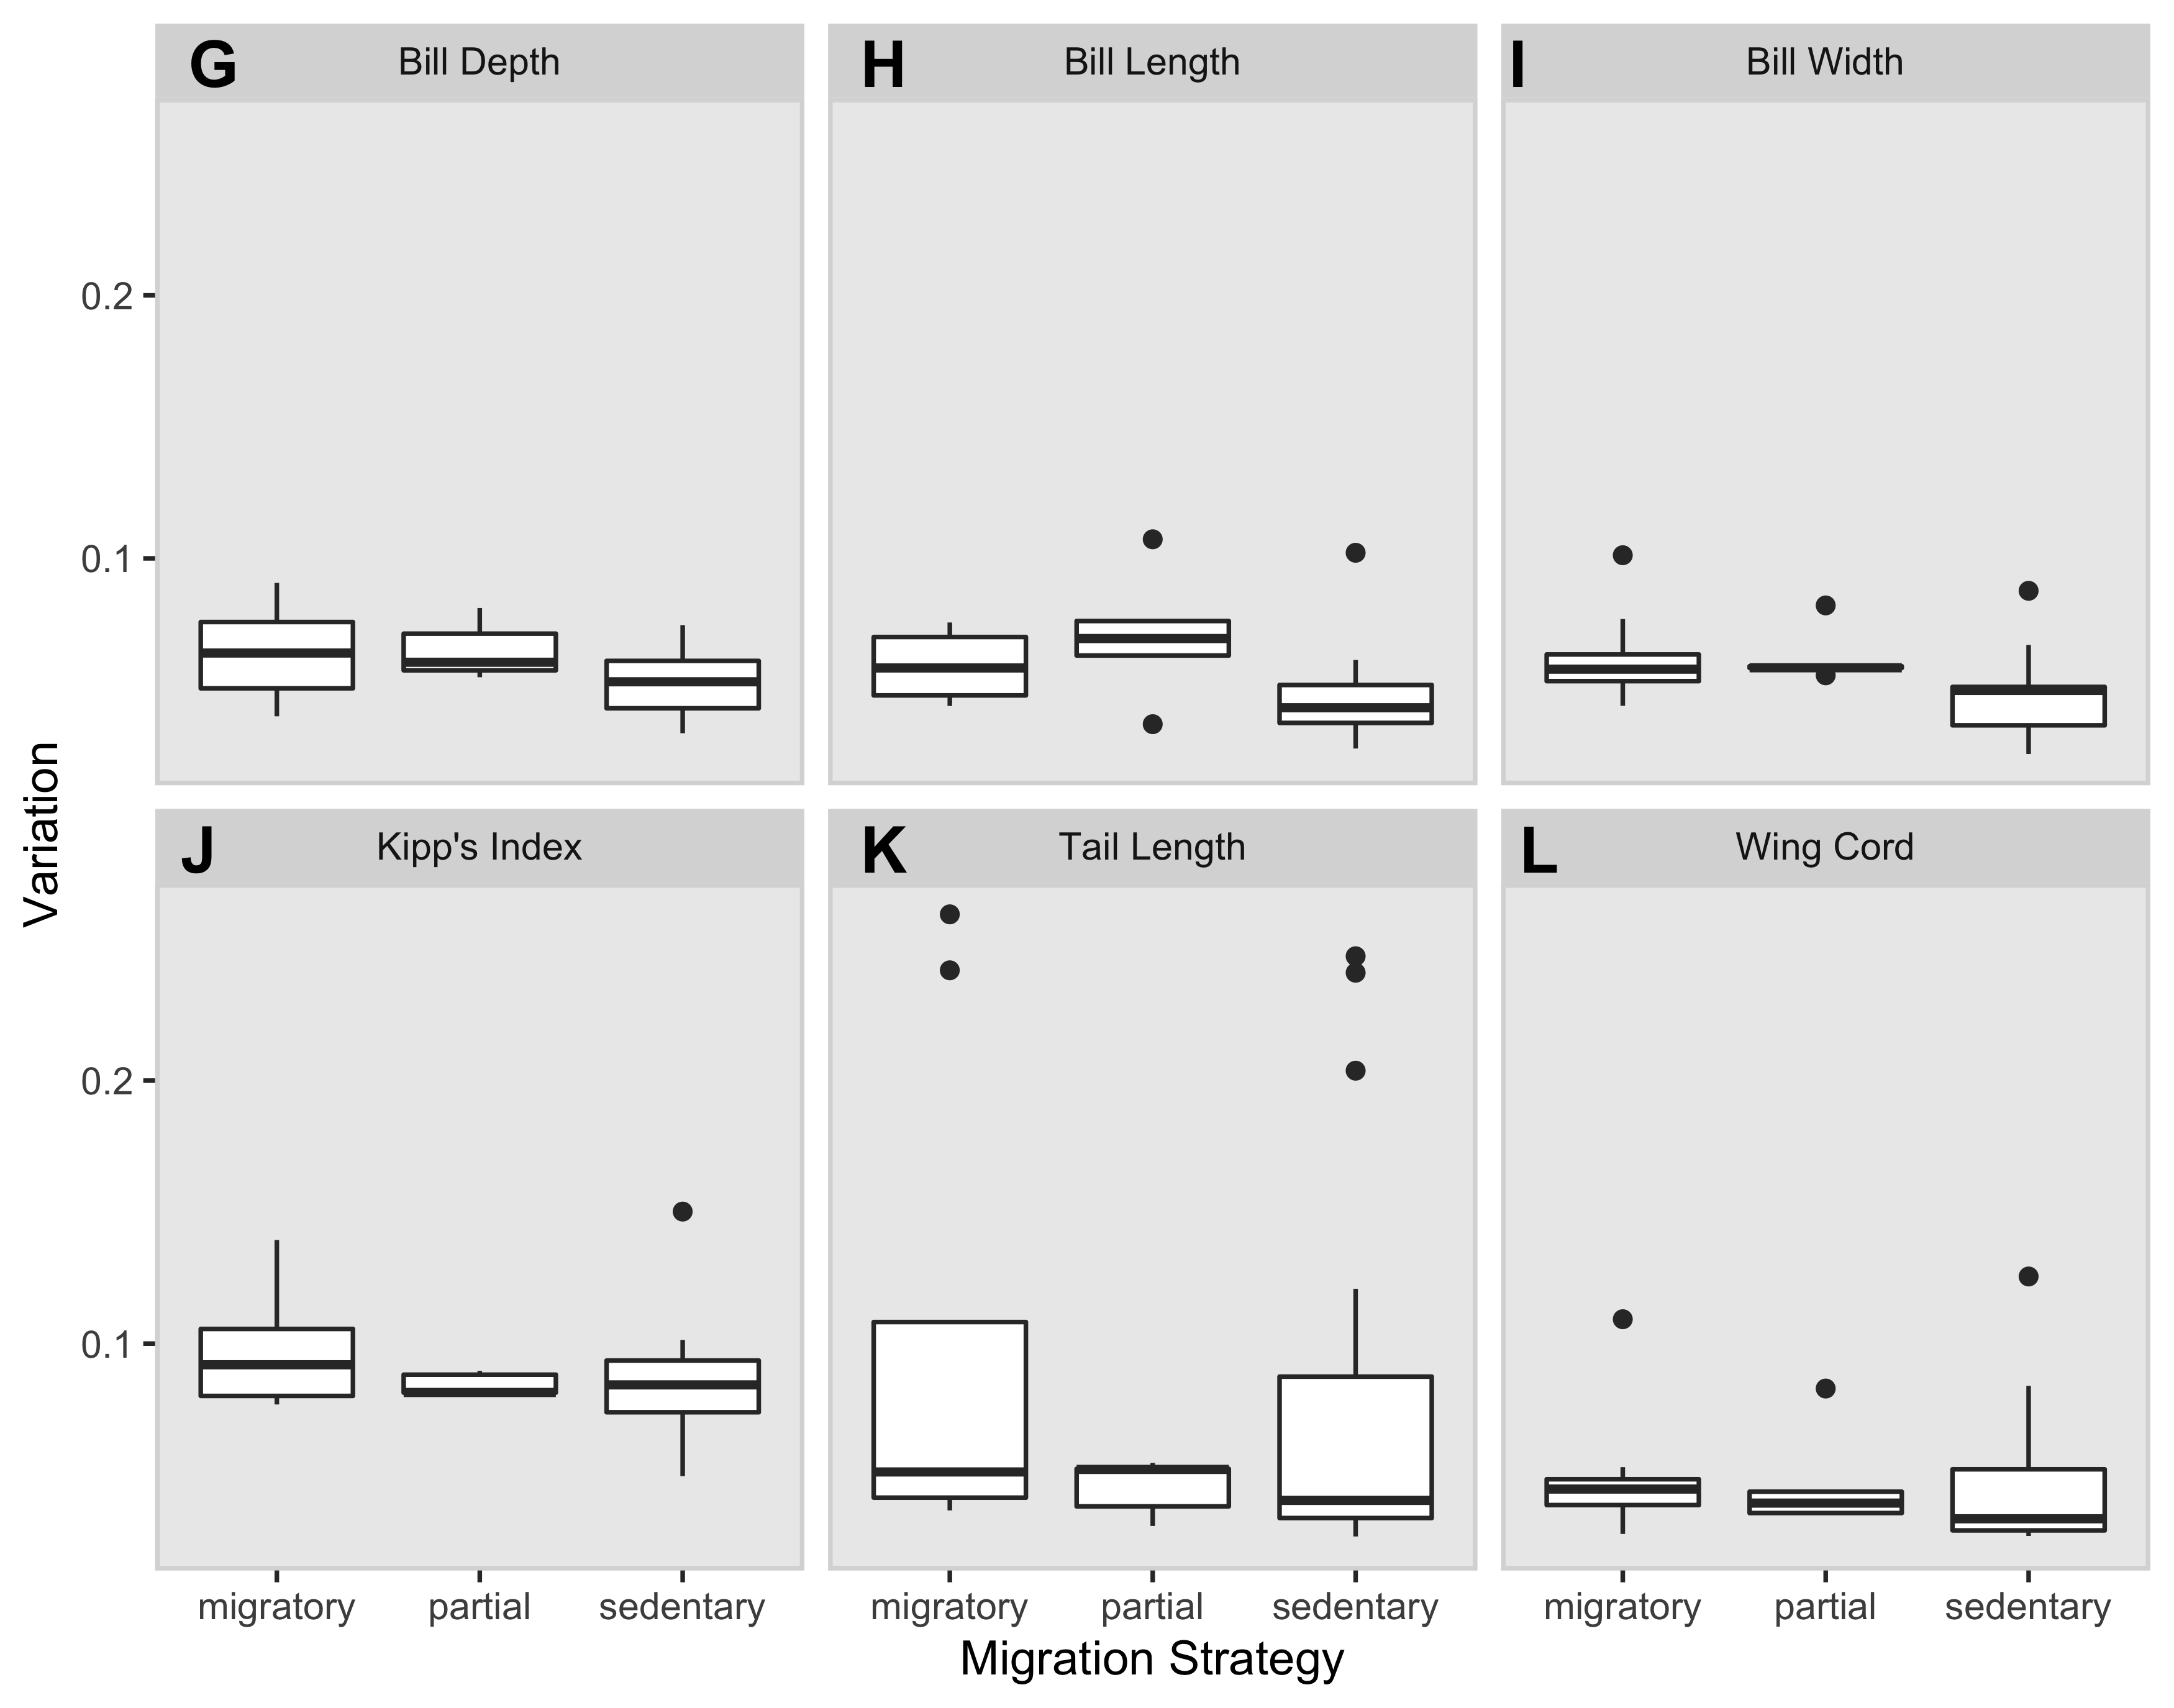 G Bill Depth
H Bill Length
I Bill Width
0.2
0.1
Variation
J Kipp's Index
K Tail Length
L Wing Cord
0.2
0.1
migratory partial sedentary
migratory partial sedentary
migratory partial sedentary
Migration Strategy